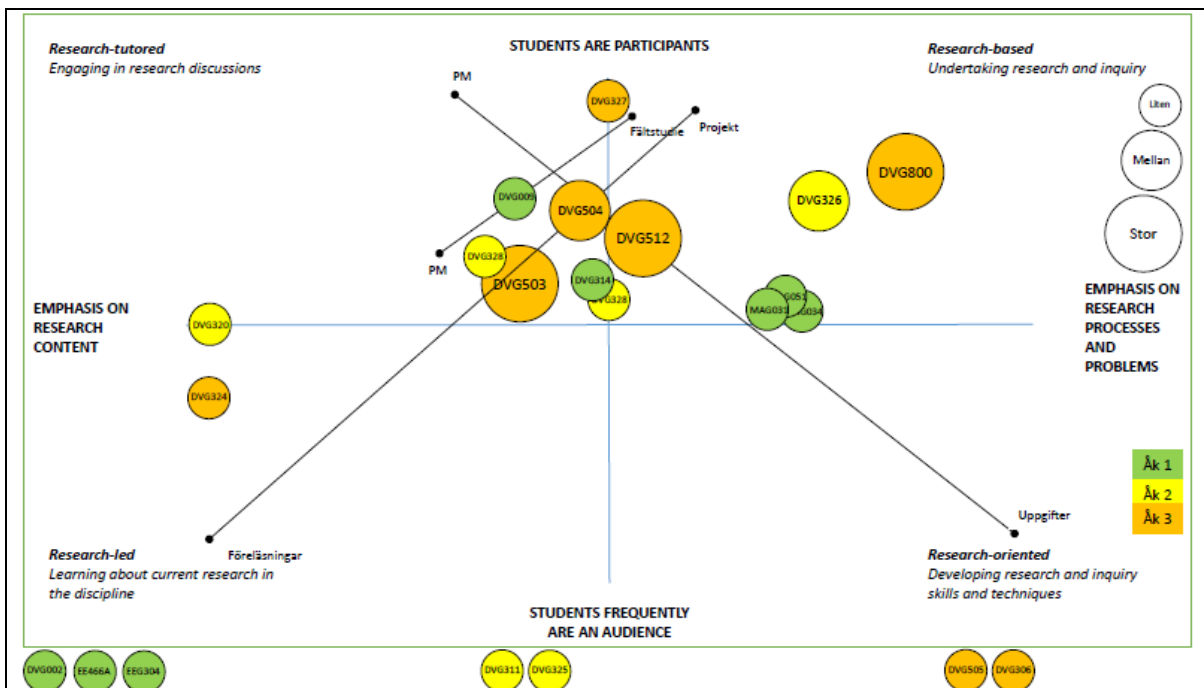 Research-tutored
Engaging in research discussions
STUDENTS ARE PARTICIPANTS
Research-based
Undertaking research and inquiry
PM
DVG327
Fältstudie
Projekt
Liten
Mellan
Stor
DVG800
DVG326
DVG009
DVG504
DVG512
PM
DVG328
DVG503
DVG314
DVG328
MAG031
EMPHASIS ON
RESEARCH
CONTENT
DVG320
DVG324
EMPHASIS ON
RESEARCH
PROCESSES
AND
PROBLEMS
Åk 1
Åk 2
Åk 3
Uppgifter
Föreläsningar
Research-led
Learning about current research in
the discipline
Research-oriented
Developing research and inquiry
skills and techniques
STUDENTS FREQUENTLY
ARE AN AUDIENCE
DVG002
EE466A
EEG304
DVG311
DVG325
DVG505
DVG306